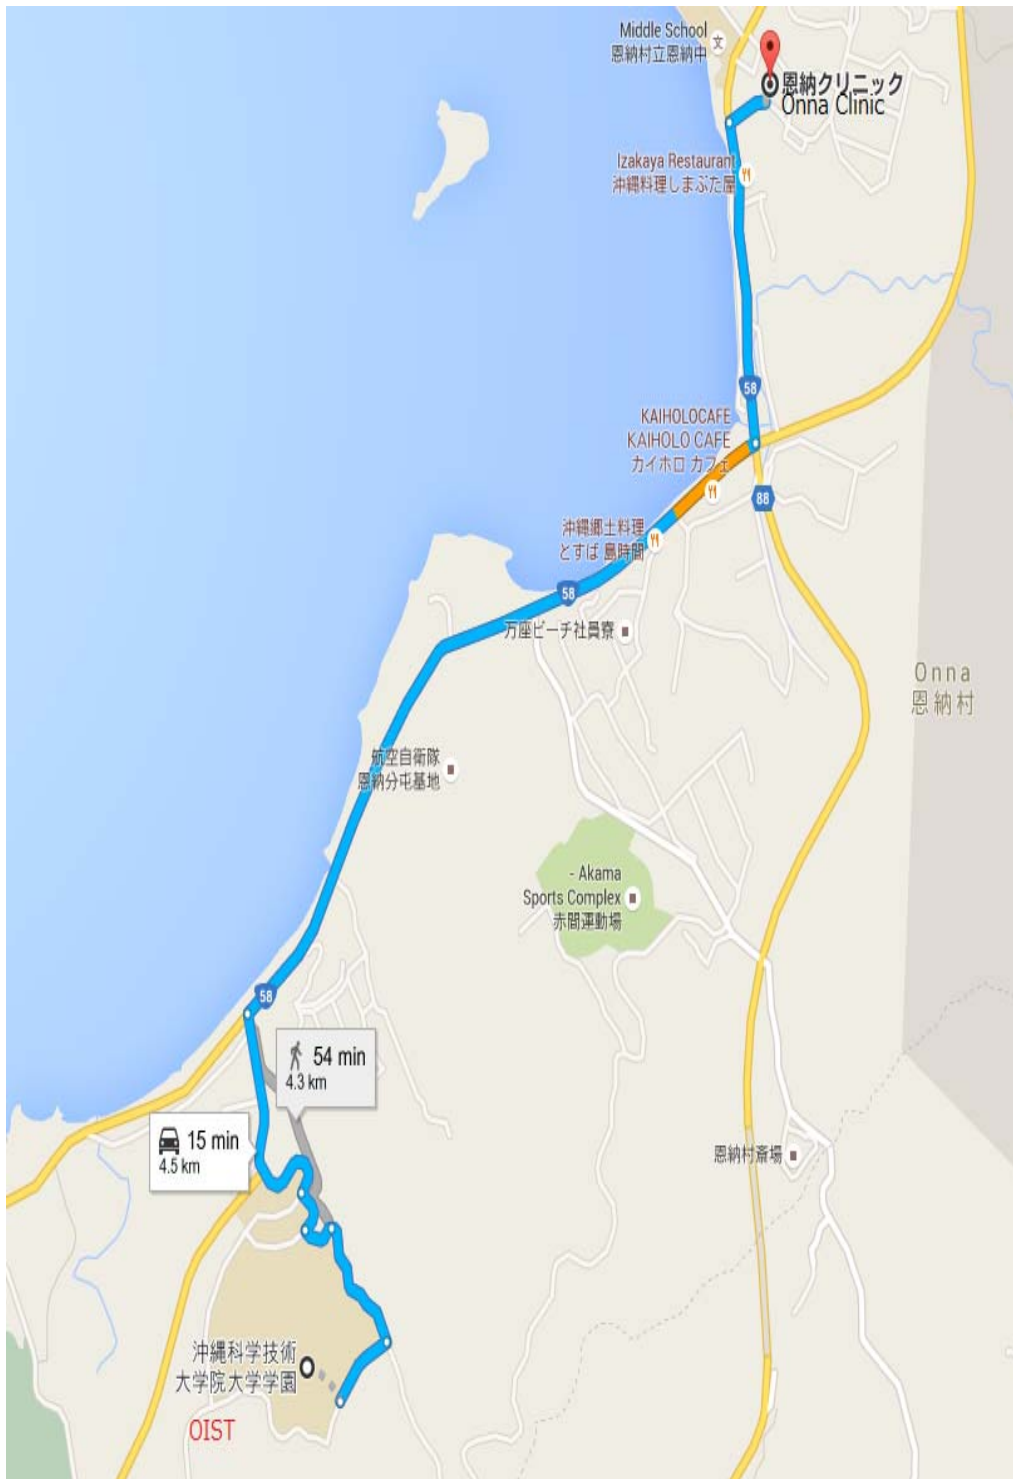 Middle School
恩納村立恩納中
文
恩納クリニック
Onna Clinic
Izakaya Restaurant
沖縄料理しまぶた屋
58
KAIHOLOCAFE
KAIHOLO CAFE
カイホロ カフェ
88
沖縄郷土料理
とすば 島時間
58
万座ビーチ社員寮
Onna
恩納村
航空自衛隊
恩納分屯基地
- Akama
Sports Complex
赤間運動場
58
54 min
4.3 km
15 min
4.5 km
恩納村斎場
沖縄科学技術
大学院大学学園
OIST